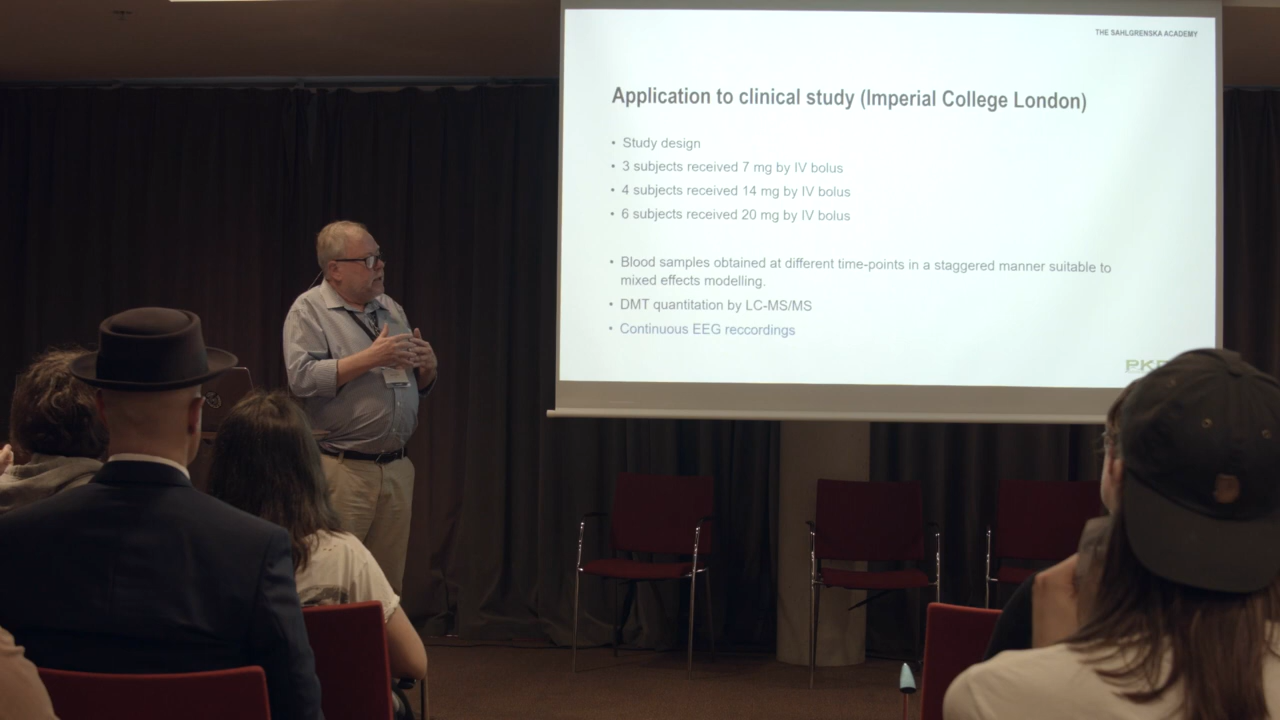 THE SAHLGRENSKA ACADEMY
Application to clinical study (Imperial College London)
• Study design
• 3 subjects received 7 mg by IV bolus
• 4 subjects received 14 mg by IV bolus
• 6 subjects received 20 mg by IV bolus
• Blood samples obtained at different time-points in a staggered manner suitable to
mixed effects modelling.
• DMT quantitation by LC-MS/MS
• Continuous EEG reccordings